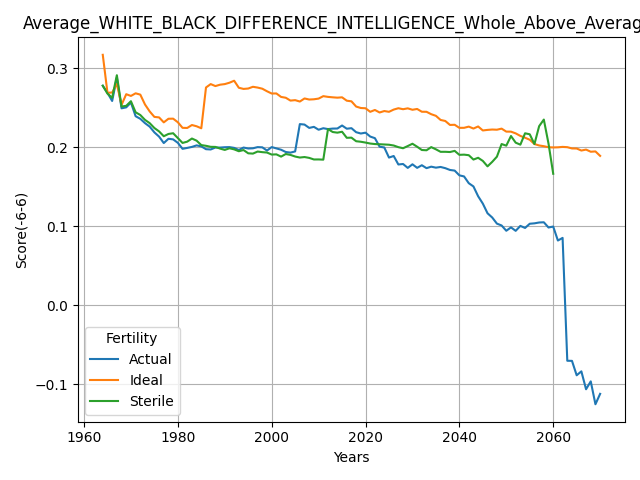 Average_WHITE_BLACK_DIFFERENCE_INTELLIGENCE_Whole_Above_Averag
0.3
0.2
0.1
0.0
−0.1
Score(-6-6)
Fertility
Actual
Ideal
Sterile
1960 1980 2000 2020 2040 2060
Years